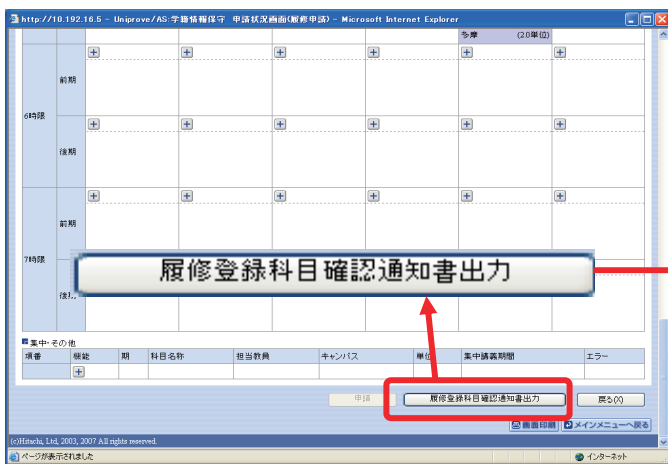 http://10.192.16.5 - Uniprove/AS:学籍情報保守 申請状況画面(履修申請) - Microsoft Internet Explorer
多摩 (2.0単位)
6時限
前期
後期
7時限
前期
履修登録科目確認通知書出力
集中・その他
項番 機能 期 科目名称 担当教員 キャンパス 単位 集中講義期間 エラー
申請 履修登録科目確認通知書出力 戻る(X)
画面印刷 メインメニューへ戻る
(c)Hitachi, Ltd, 2003, 2007 All rights reserved.
ページが表示されました インターネット